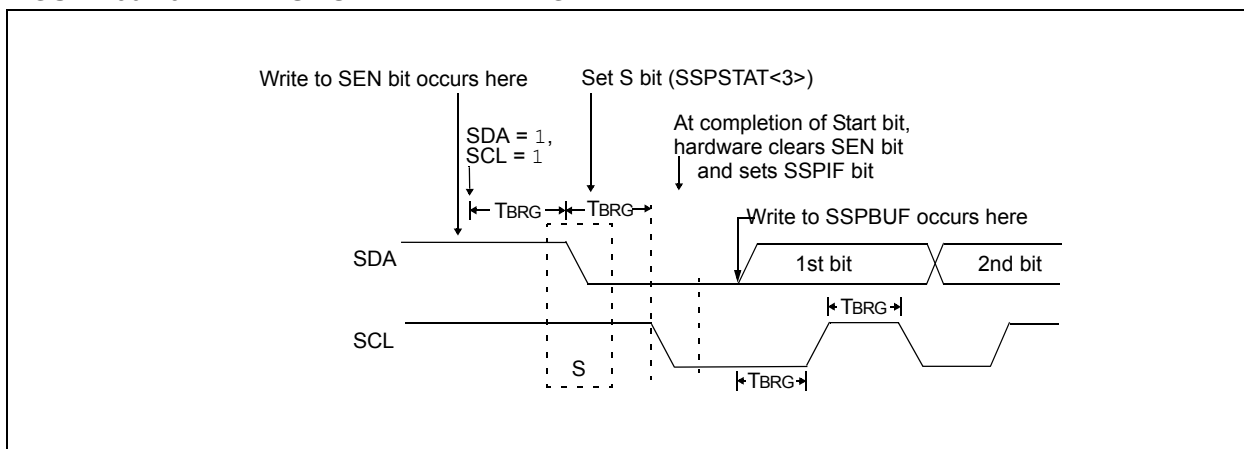 Write to SEN bit occurs here
Set S bit (SSPSTAT<3>)
SDA = 1,
SCL = 1
At completion of Start bit,
hardware clears SEN bit
and sets SSPIF bit
TBRG
TBRG
Write to SSPBUF occurs here
SDA
1st bit
2nd bit
TBRG
SCL
S
TBRG